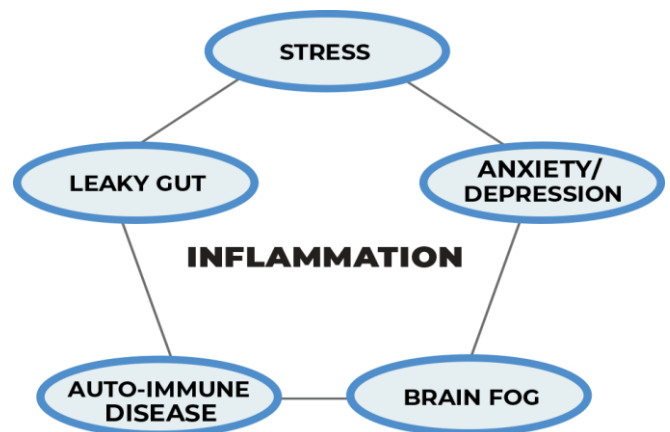 STRESS
LEAKY GUT
ANXIETY/
DEPRESSION
INFLAMMATION
AUTO-IMMUNE
DISEASE
BRAIN FOG